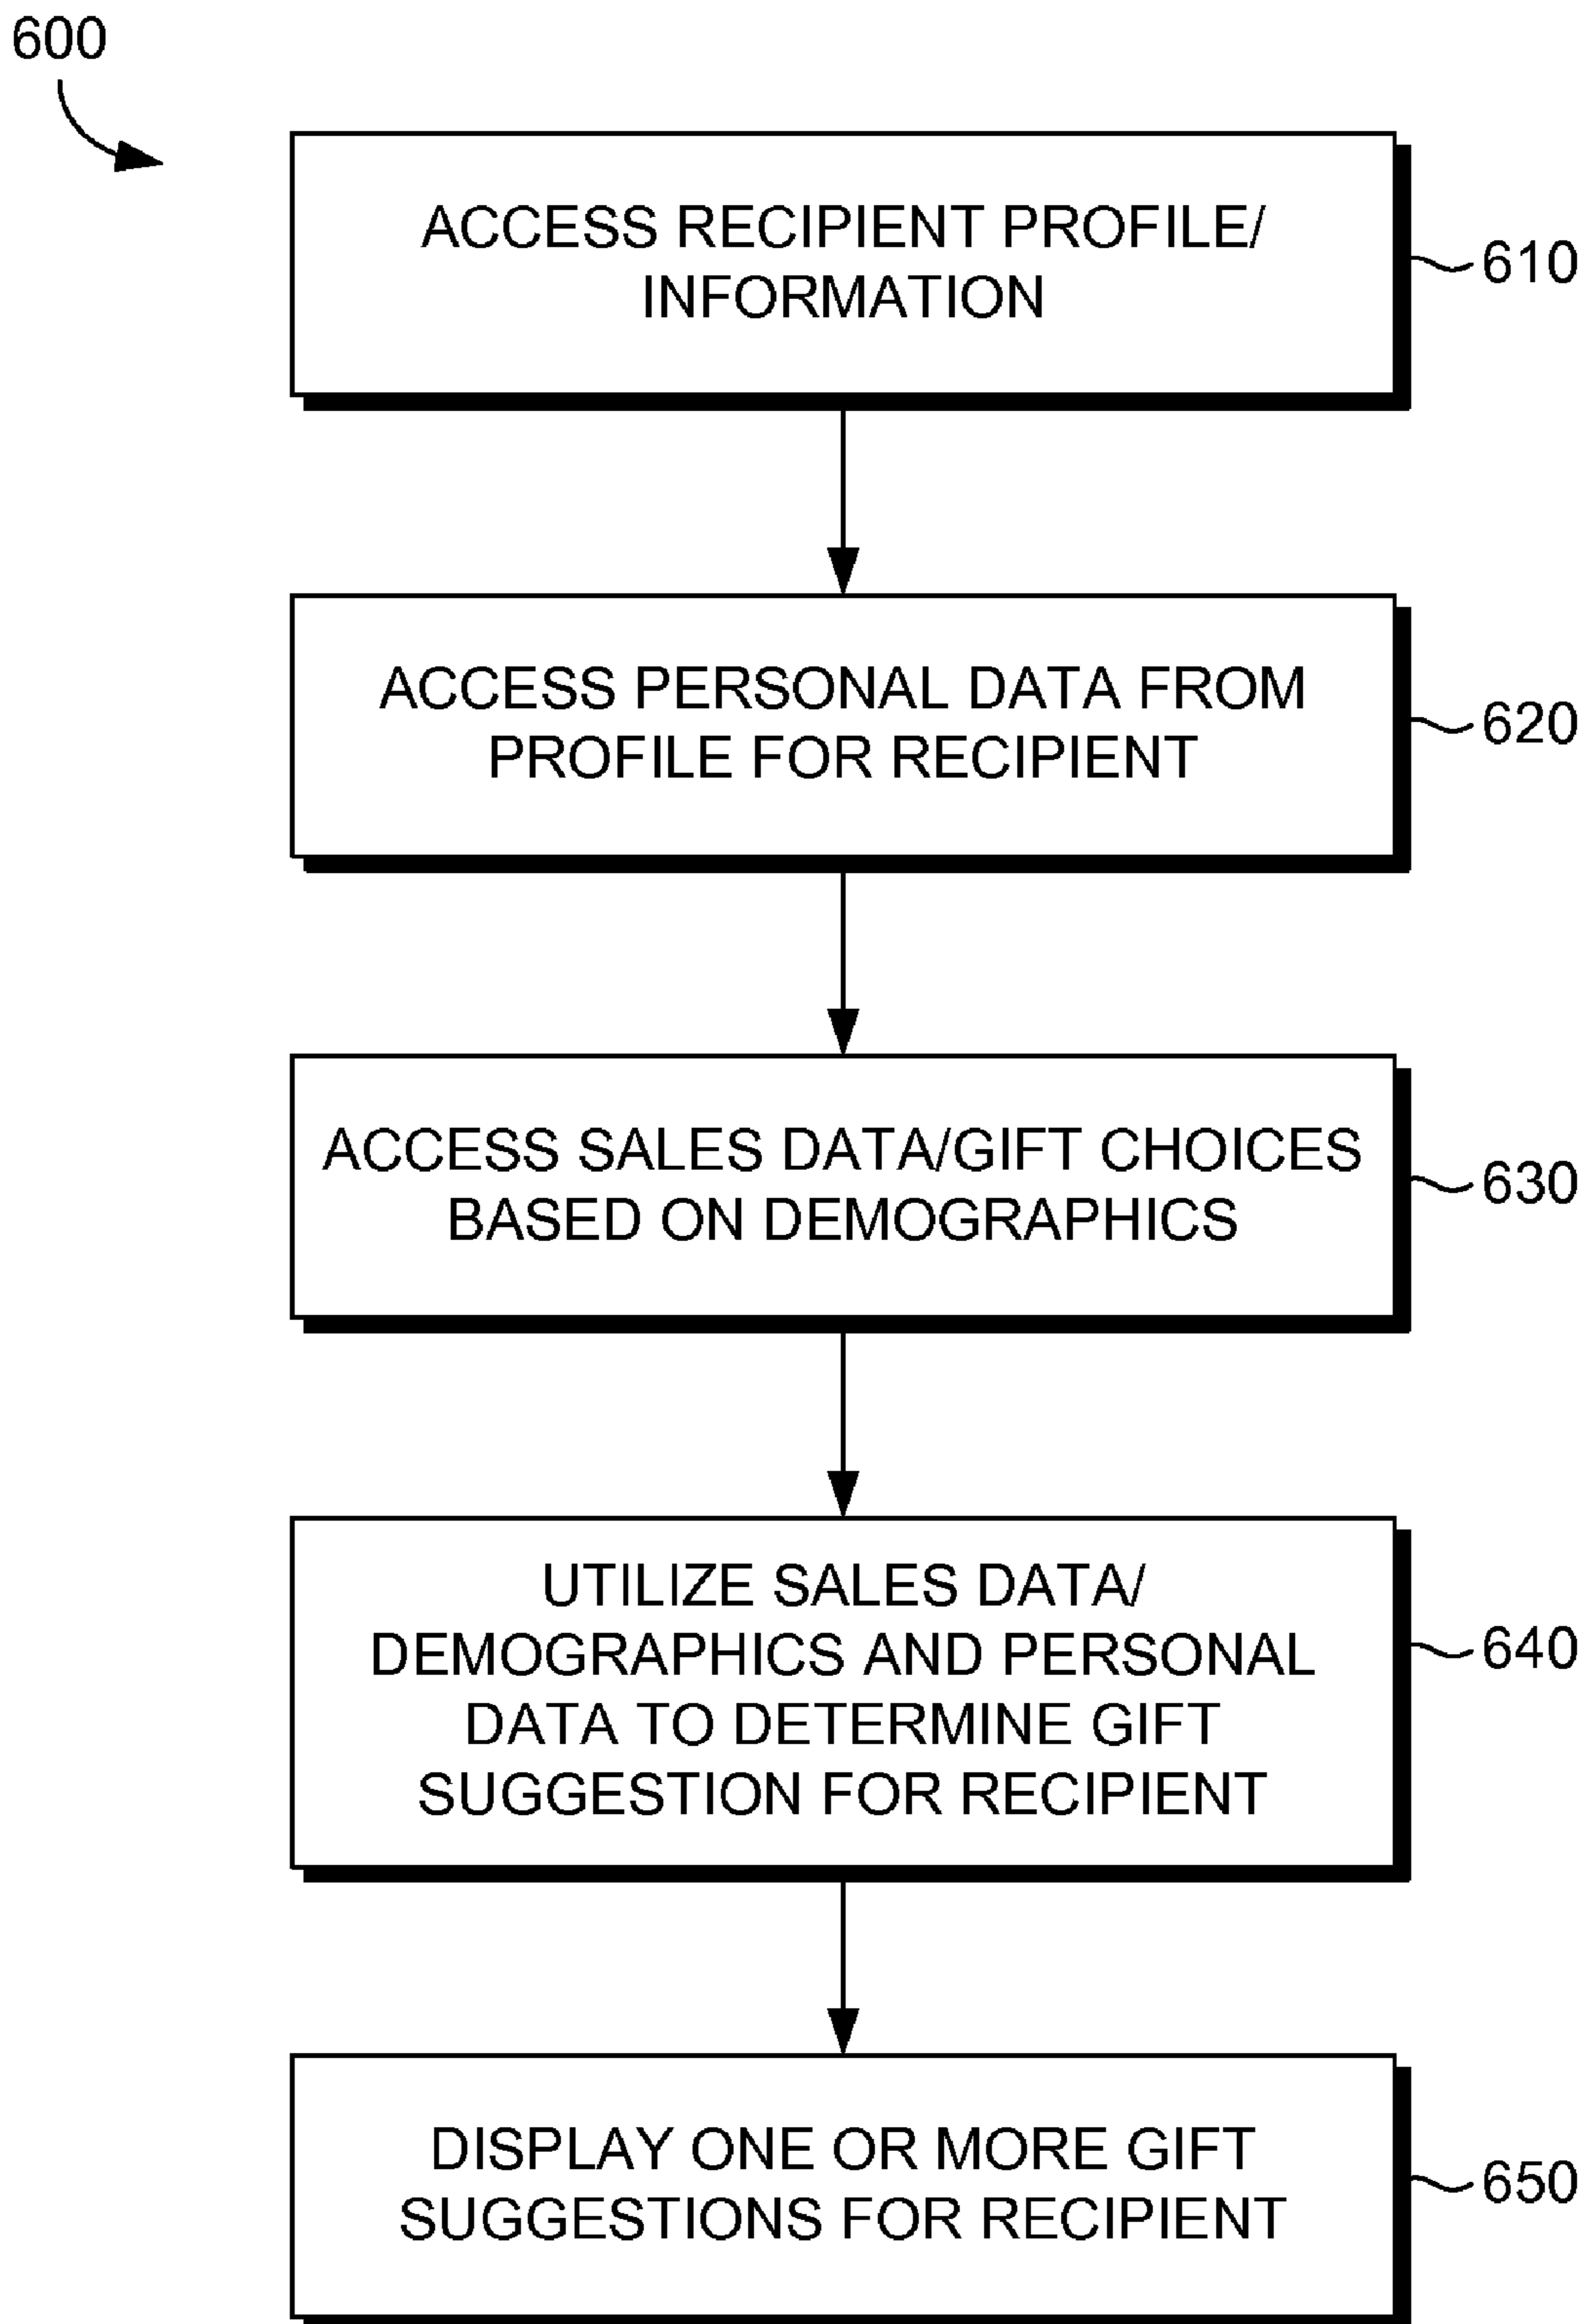 600
ACCESS RECIPIENT PROFILE/
INFORMATION
610
ACCESS PERSONAL DATA FROM
PROFILE FOR RECIPIENT
620
ACCESS SALES DATA/GIFT CHOICES
BASED ON DEMOGRAPHICS
630
UTILIZE SALES DATA/
DEMOGRAPHICS AND PERSONAL
DATA TO DETERMINE GIFT
SUGGESTION FOR RECIPIENT
640
DISPLAY ONE OR MORE GIFT
SUGGESTIONS FOR RECIPIENT
650